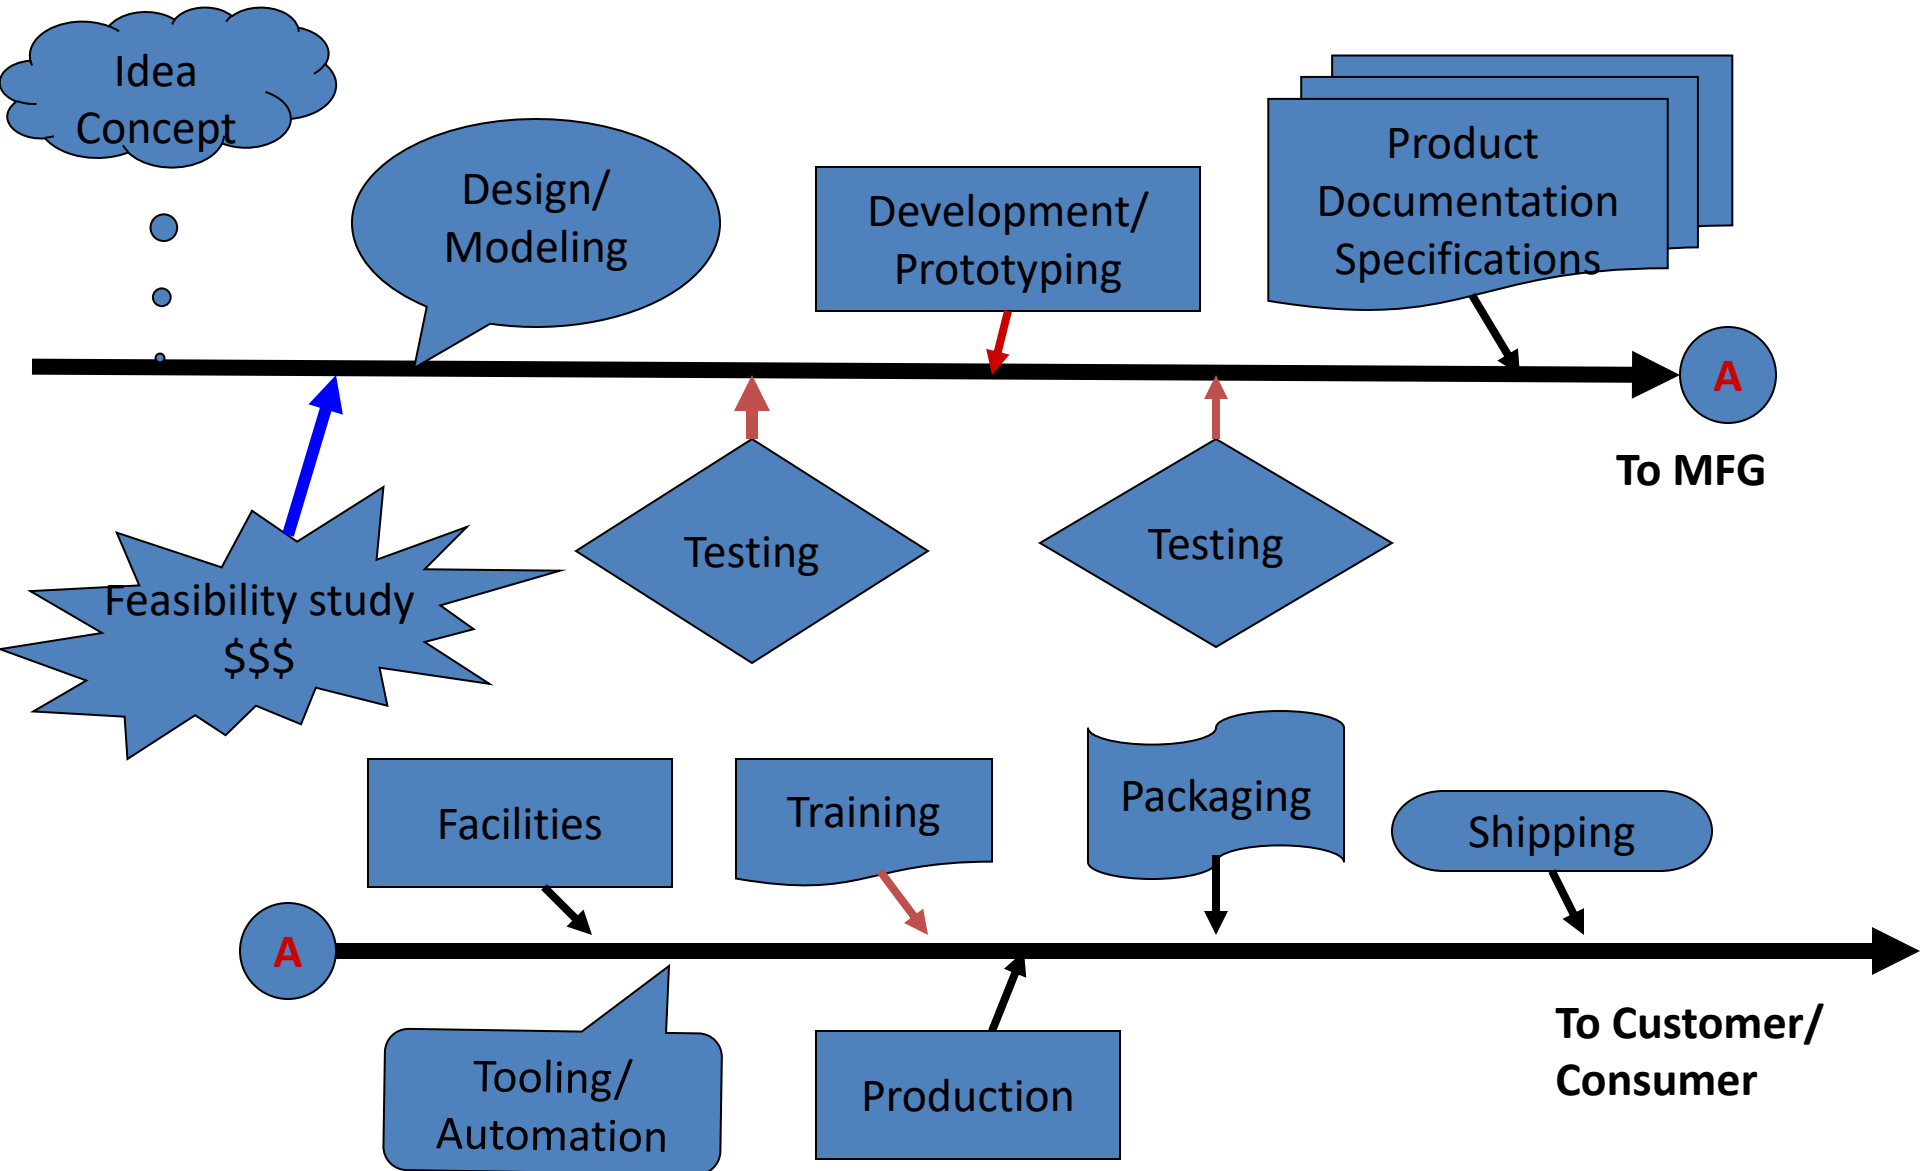 Idea
Concept
Design/
Modeling
Development/
Prototyping
Product
Documentation
Specifications
A
To MFG
Feasibility study
$$$
Testing
Testing
Facilities
Training
Packaging
Shipping
A
To Customer/
Consumer
Tooling/
Automation
Production